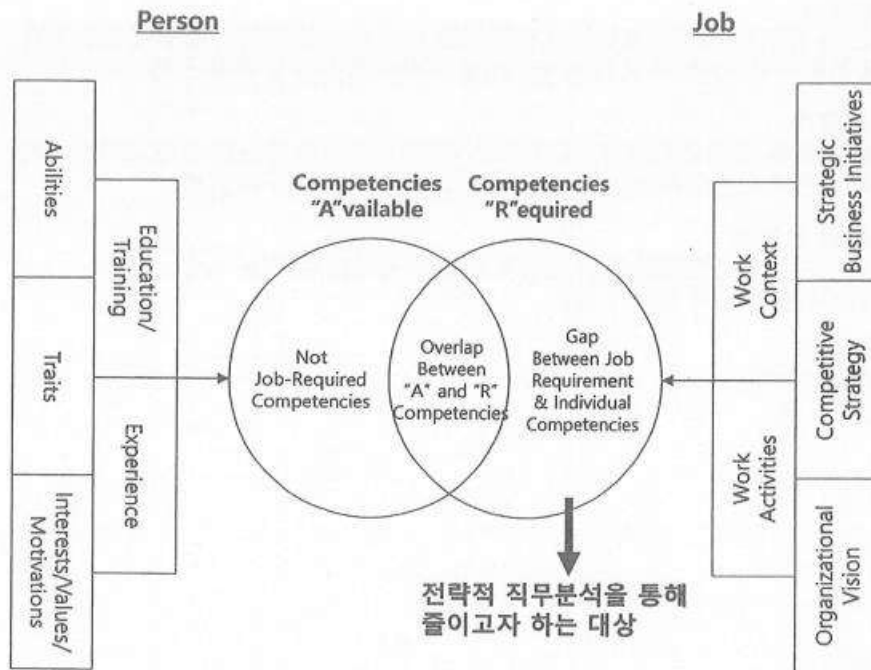 Person
Job
Abilities
Traits
Interests/Values/
Motivations
Education/
Training
Experience
Competencies
"A"vailable
Competencies
"R"equired
Not
Job-Required
Competencies
Overlap
Between
"A" and "R"
Competencies
Gap
Between Job
Requirement
& Individual
Competencies
Work
Context
Work
Activities
Strategic
Business Initiatives
Competitive
Strategy
Organizational
Vision
전략적 직무분석을 통해
줄이고자 하는 대상